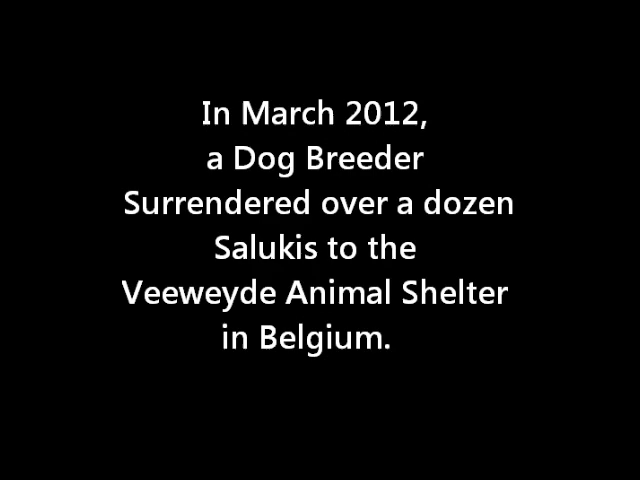 In March 2012,
a Dog Breeder
Surrendered over a dozen
Salukis to the
Veeweyde Animal Shelter
in Belgium.